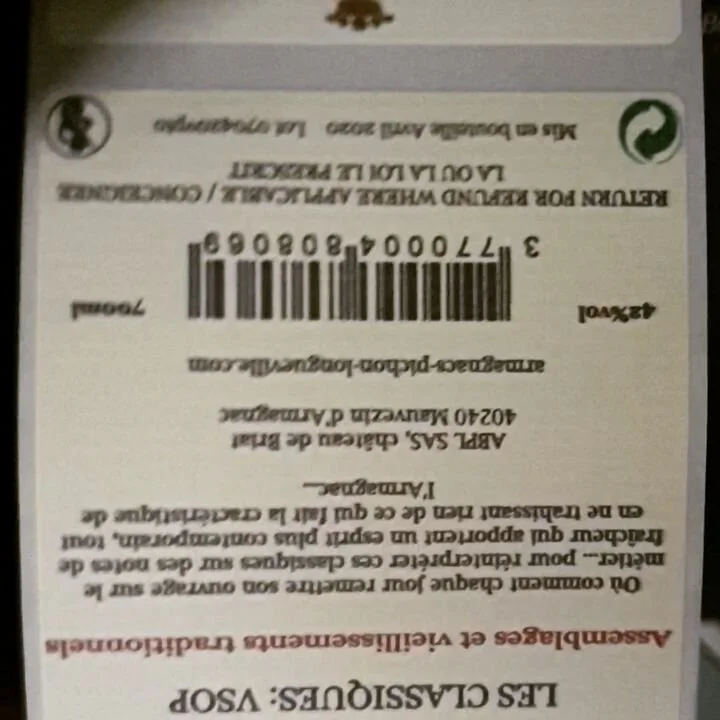 LES CLASSIQUES: VSOP
Assemblages et vieillissements traditionnels
Où comment chaque jour remettre son ouvrage sur le
métier... pour réinterpréter ces classiques sur des notes de
fraîcheur qui apportent un esprit plus contemporain, tout
en ne trahissant rien de ce qui fait la cractéristique de
l'Armagnac...
ABPL SAS, château de Briat
40240 Mauvezin d'Armagnac
armagnacs-pichon-longueville.com
42%vol 700ml
3 770004 808069
RETURN FOR REFUND WHERE APPLICABLE / CONCEIGNEE
LA OU LA LOI LE PRESCRIT
Mis en bouteille Avril 2020 Lot